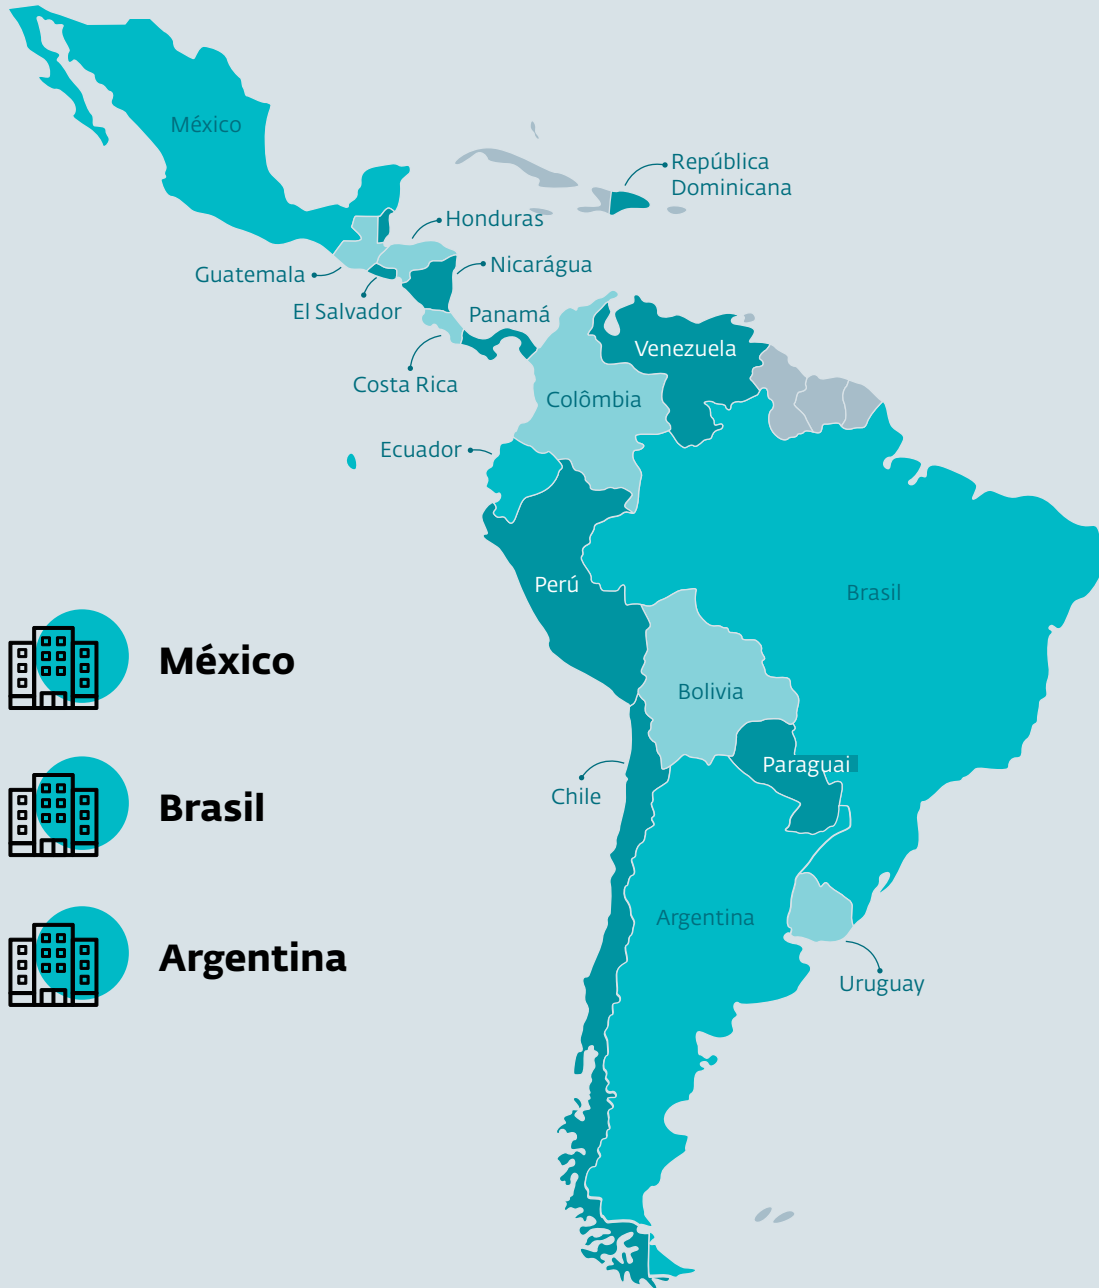 México
República
Dominicana
Honduras
Guatemala
Nicarágua
El Salvador
Panamá
Costa Rica
Venezuela
Colômbia
Ecuador
Perú
Brasil
México
Bolivia
Paraguai
Chile
Brasil
Argentina
Argentina
Uruguay